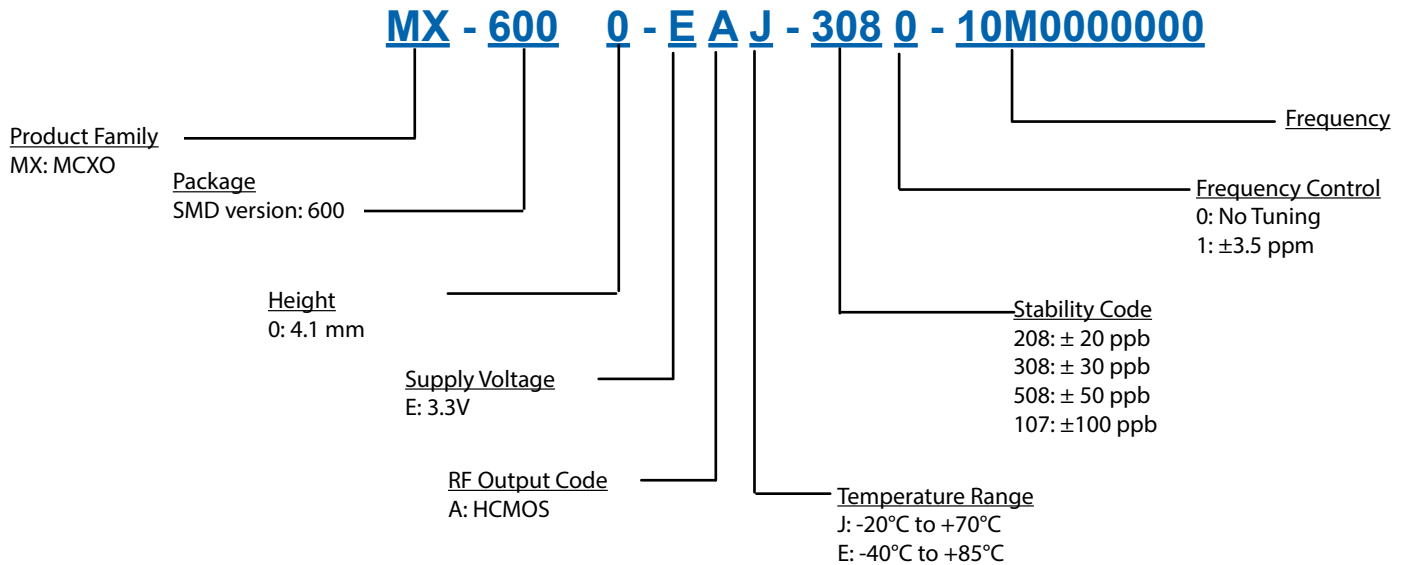 MX - 600 0 - E A J - 308 0 - 10M0000000
Product Family
MX: MCXO
Package
SMD version: 600
Height
0: 4.1 mm
Supply Voltage
E: 3.3V
RF Output Code
A: HCMOS
Temperature Range
J: -20°C to +70°C
E: -40°C to +85°C
Stability Code
208: ± 20 ppb
308: ± 30 ppb
508: ± 50 ppb
107: ±100 ppb
Frequency Control
0: No Tuning
1: ±3.5 ppm
Frequency